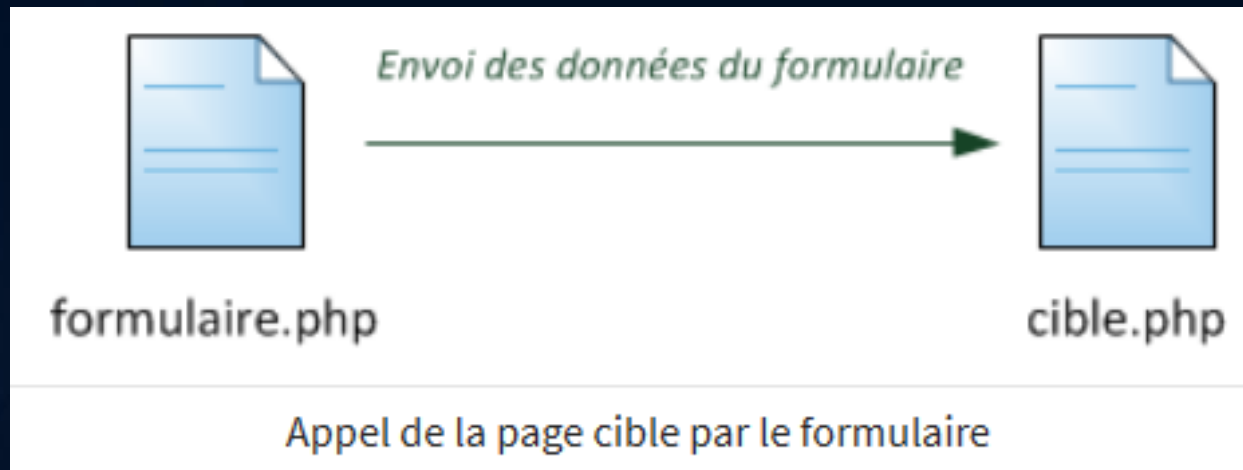 Envoi des données du formulaire
formulaire.php
cible.php
Appel de la page cible par le formulaire